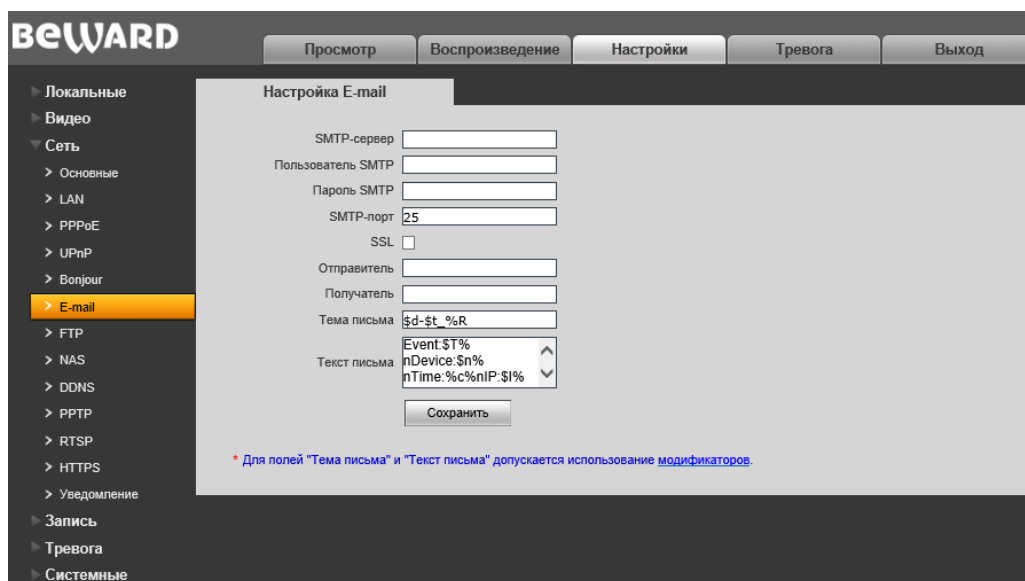 BEWARD
Просмотр
Воспроизведение
Настройки
Тревога
Выход
Локальные
Видео
Сеть
Основные
LAN
PPPoE
UPnP
Bonjour
E-mail
FTP
NAS
DDNS
PPTP
RTSP
HTTPS
Уведомление
Запись
Тревога
Системные
Настройка E-mail
SMTP-сервер
Пользователь SMTP
Пароль SMTP
SMTP-порт 25
SSL
Отправитель
Получатель
Тема письма $d-$t_%R
Текст письма Event:$T%
nDevice:$n%
nTime:%c%nIP:$I%
Сохранить
* Для полей "Тема письма" и "Текст письма" допускается использование модификаторов.